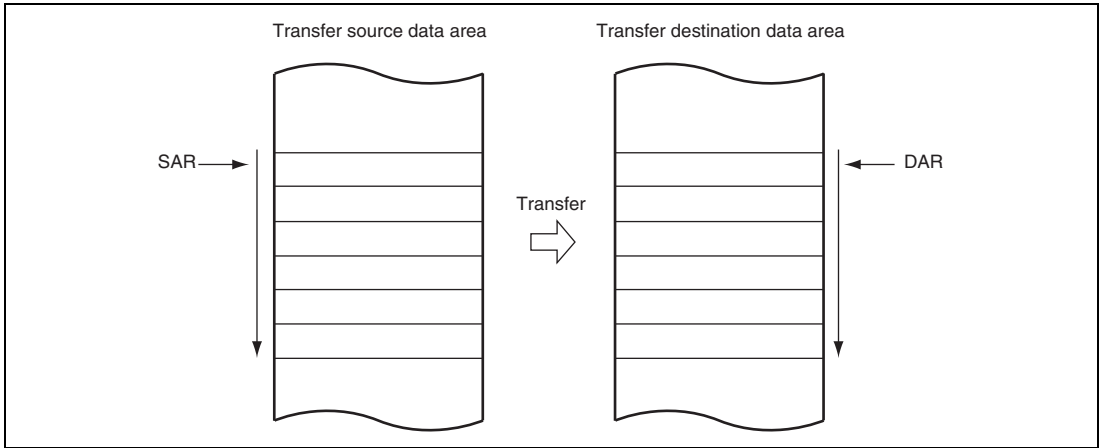 Transfer source data area
Transfer destination data area
SAR
DAR
Transfer